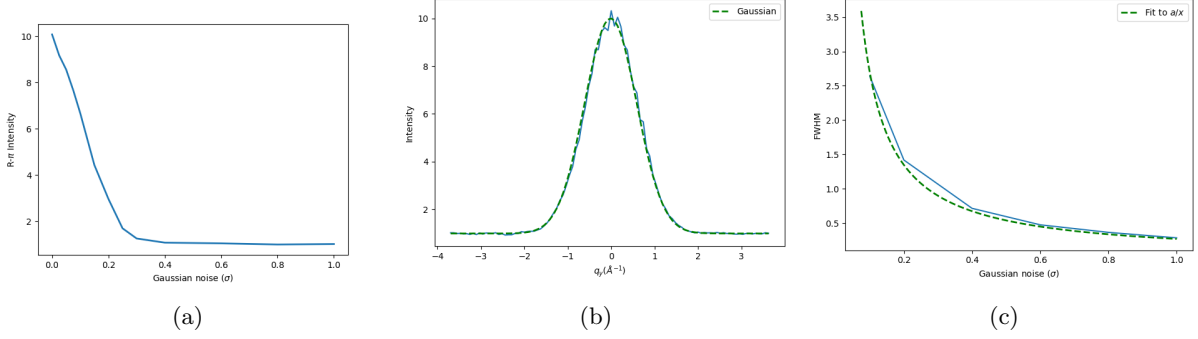 10
8
6
4
2
R-π Intensity
0.0 0.2 0.4 0.6 0.8 1.0
Gaussian noise (σ)
(a)
Gaussian
10
8
6
4
2
Intensity
−4 −3 −2 −1 0 1 2 3
q_y(Å⁻¹)
(b)
Fit to a/x
3.5
3.0
2.5
2.0
1.5
1.0
0.5
FWHM
0.2 0.4 0.6 0.8 1.0
Gaussian noise (σ)
(c)